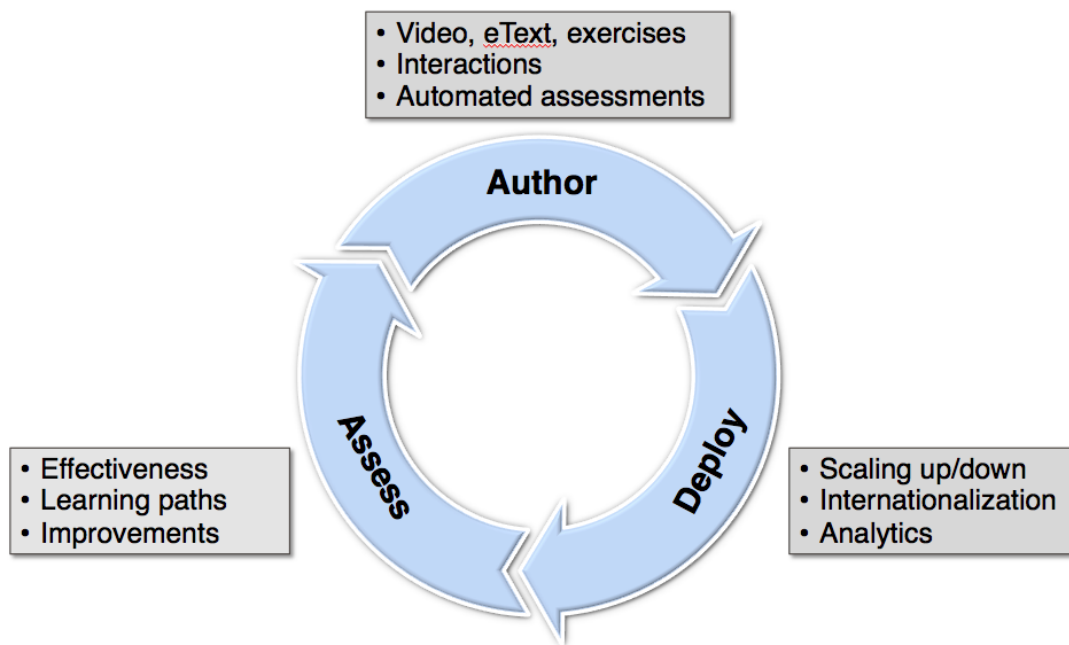 • Video, eText, exercises
• Interactions
• Automated assessments
Author
Assess
Deploy
• Effectiveness
• Learning paths
• Improvements
• Scaling up/down
• Internationalization
• Analytics